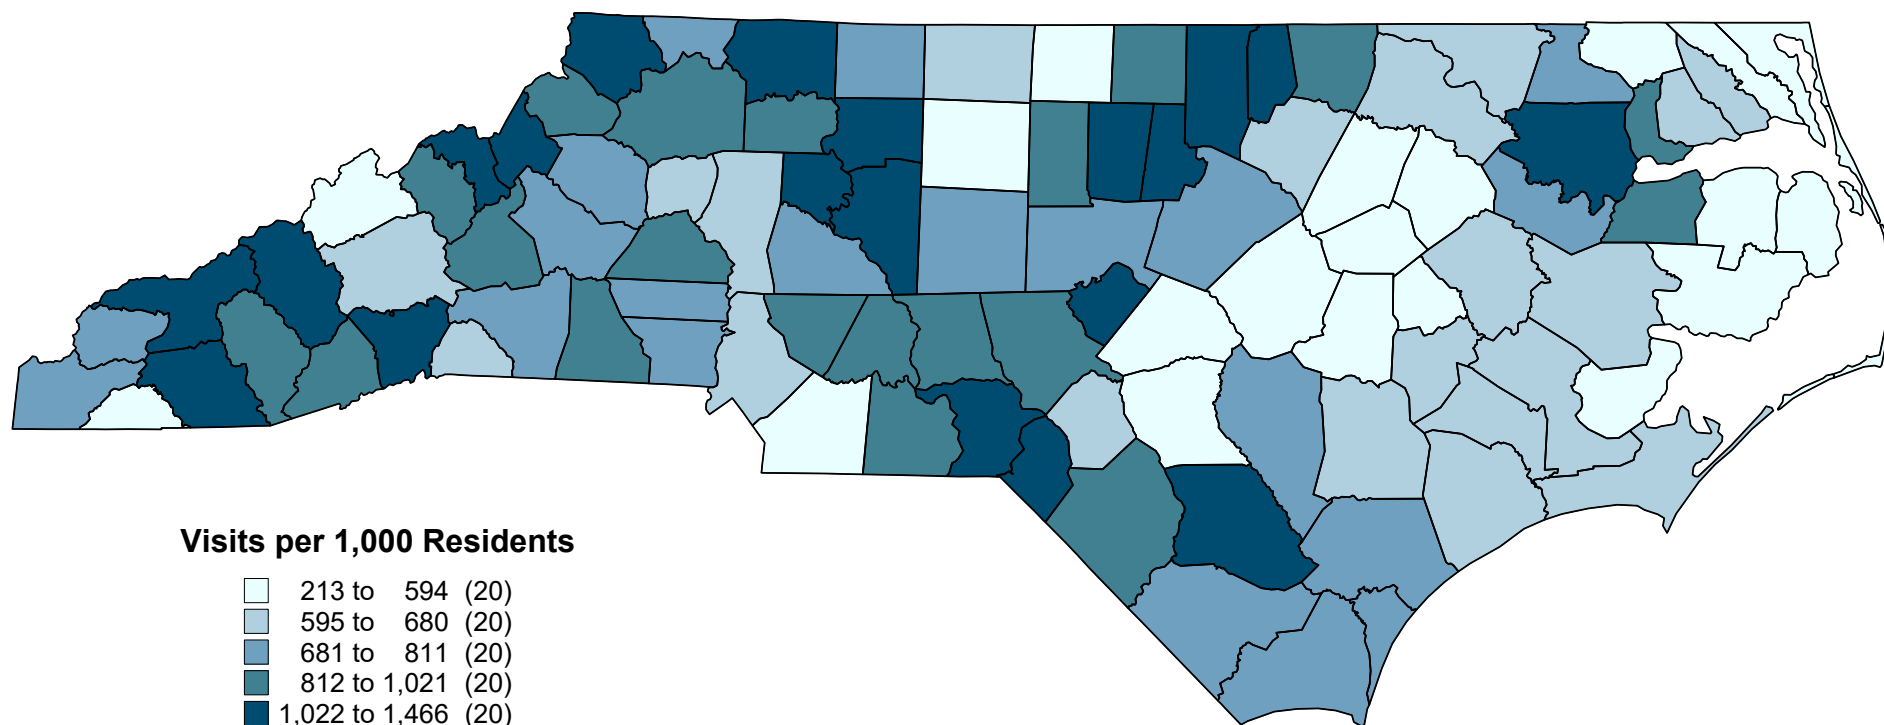 Visits per 1,000 Residents
213 to 594 (20)
595 to 680 (20)
681 to 811 (20)
812 to 1,021 (20)
1,022 to 1,466 (20)